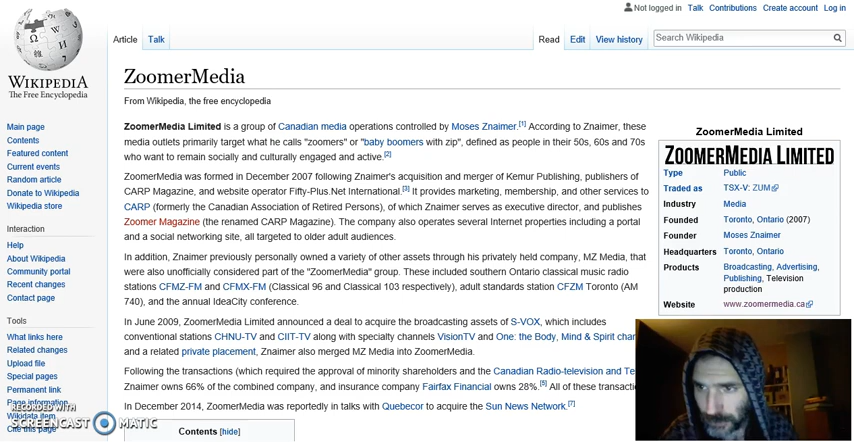 Not logged in Talk Contributions Create account Log in
Article Talk Read Edit View history Search Wikipedia
WIKIPEDIA
The Free Encyclopedia
Main page
Contents
Featured content
Current events
Random article
Donate to Wikipedia
Wikipedia store
Interaction
Help
About Wikipedia
Community portal
Recent changes
Contact page
Tools
What links here
Related changes
Upload file
Special pages
Permanent link
Page information
Wikidata item
Cite this page
RECORDED WITH
SCREENCAST MATIC
ZoomerMedia
From Wikipedia, the free encyclopedia
ZoomerMedia Limited is a group of Canadian media operations controlled by Moses Znaimer.[1] According to Znaimer, these
media outlets primarily target what he calls "zoomers" or "baby boomers with zip", defined as people in their 50s, 60s and 70s
who want to remain socially and culturally engaged and active.[2]
ZoomerMedia was formed in December 2007 following Znaimer's acquisition and merger of Kemur Publishing, publishers of
CARP Magazine, and website operator Fifty-Plus.Net International.[3] It provides marketing, membership, and other services to
CARP (formerly the Canadian Association of Retired Persons), of which Znaimer serves as executive director, and publishes
Zoomer Magazine (the renamed CARP Magazine). The company also operates several Internet properties including a portal
and a social networking site, all targeted to older adult audiences.
In addition, Znaimer previously personally owned a variety of other assets through his privately held company, MZ Media, that
were also unofficially considered part of the "ZoomerMedia" group. These included southern Ontario classical music radio
stations CFMZ-FM and CFMX-FM (Classical 96 and Classical 103 respectively), adult standards station CFZM Toronto (AM
740), and the annual IdeaCity conference.
In June 2009, ZoomerMedia Limited announced a deal to acquire the broadcasting assets of S-VOX, which includes
conventional stations CHNU-TV and CIIT-TV along with specialty channels VisionTV and One: the Body, Mind & Spirit char
and a related private placement, Znaimer also merged MZ Media into ZoomerMedia.
Following the transactions (which required the approval of minority shareholders and the Canadian Radio-television and Te
Znaimer owns 66% of the combined company, and insurance company Fairfax Financial owns 28%.[5] All of these transactio
In December 2014, ZoomerMedia was reportedly in talks with Quebecor to acquire the Sun News Network.[7]
Contents [hide]
ZoomerMedia Limited
ZOOMERMEDIA LIMITED
Type Public
Traded as TSX-V: ZUM
Industry Media
Founded Toronto, Ontario (2007)
Founder Moses Znaimer
Headquarters Toronto, Ontario
Products Broadcasting, Advertising,
Publishing, Television
production
Website www.zoomermedia.ca